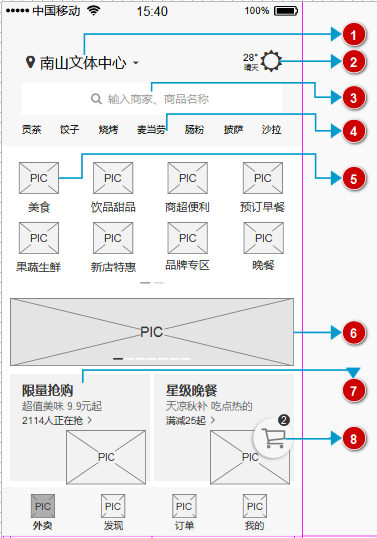 中国移动 15:40 100%
南山文体中心 28° 晴天
输入商家、商品名称
贡茶 饺子 烧烤 麦当劳 肠粉 披萨 沙拉
PIC PIC PIC PIC
美食 饮品甜品 商超便利 预订早餐
PIC PIC PIC PIC
果蔬生鲜 新店特惠 品牌专区 晚餐
PIC
限量抢购 星级晚餐
超值美味 9.9元起 天凉秋补 吃点热的
2114人正在抢 > 满减25起 > 2
PIC PIC
PIC PIC PIC PIC
外卖 发现 订单 我的
1
2
3
4
5
6
7
8